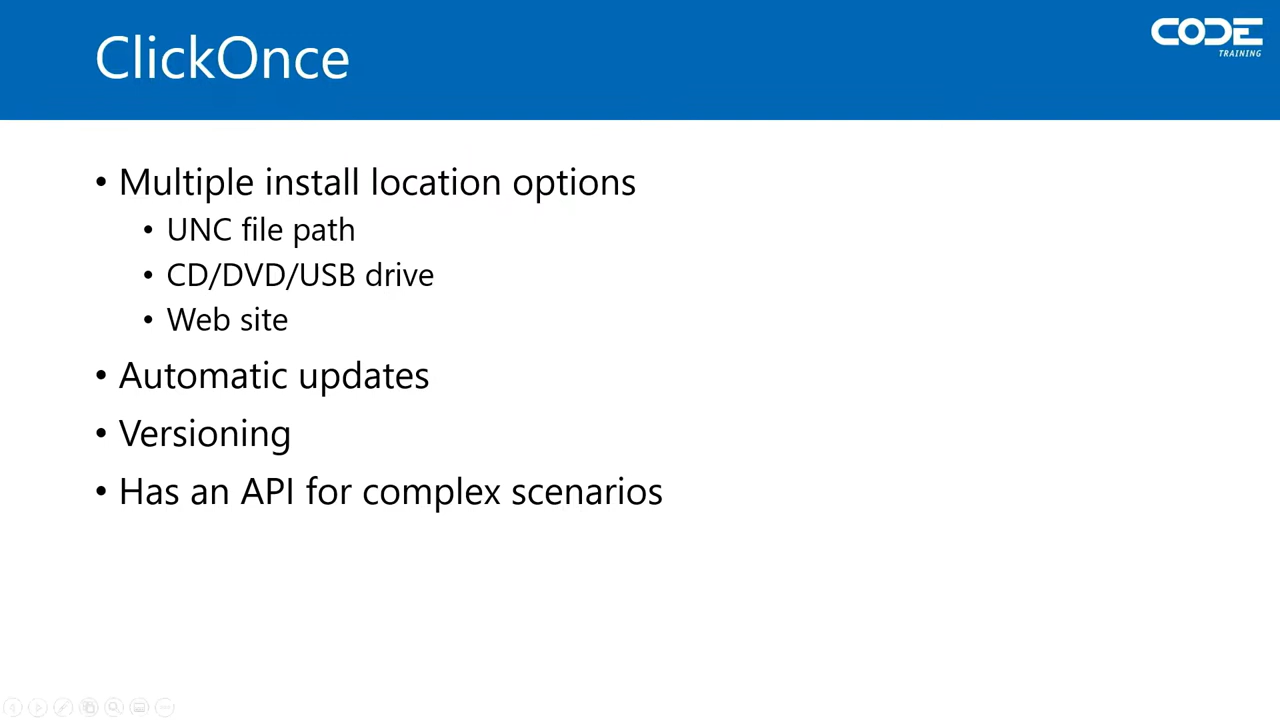 ClickOnce
CODE
TRAINING
• Multiple install location options
• UNC file path
• CD/DVD/USB drive
• Web site
• Automatic updates
• Versioning
• Has an API for complex scenarios